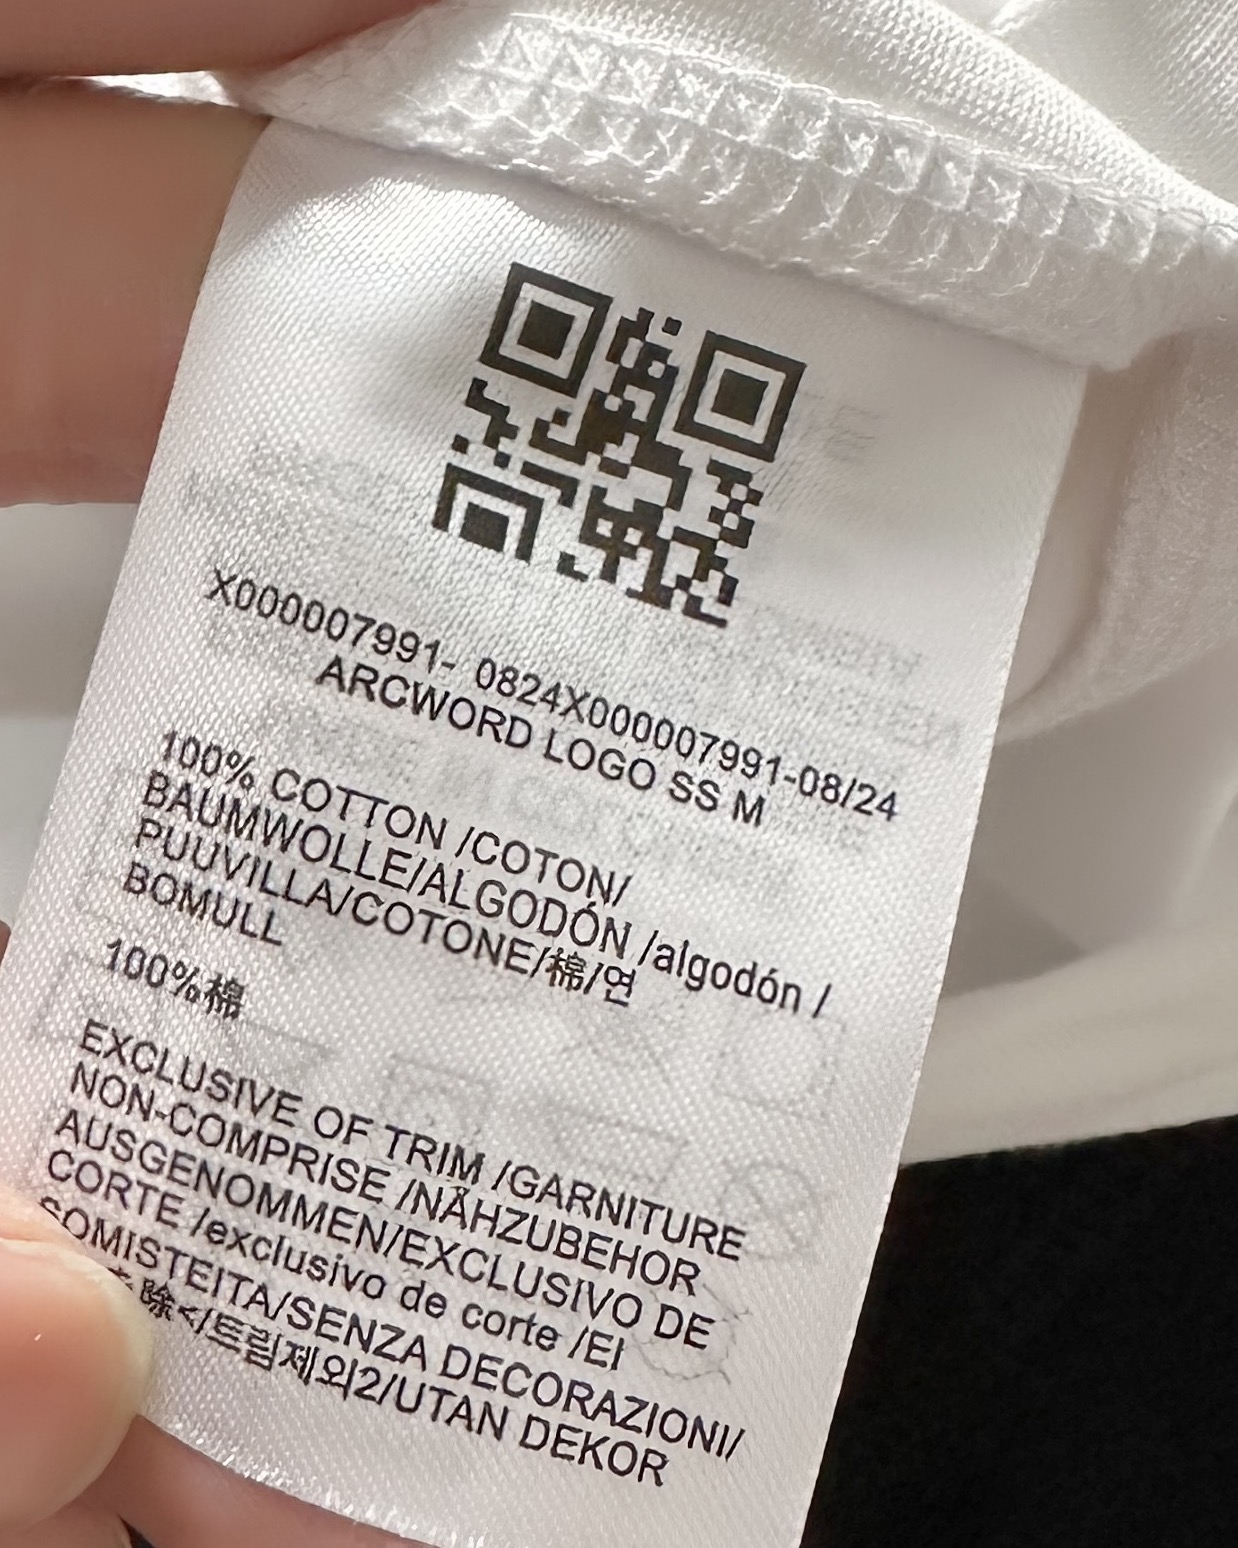 X000007991- 0824X000007991-08/24
ARCWORD LOGO SS M
100% COTTON /COTON/
BAUMWOLLE/ALGODÓN /algodón /
PUUVILLA/COTONE/棉/연
BOMULL
100%棉
EXCLUSIVE OF TRIM /GARNITURE
NON-COMPRISE /NÄHZUBEHOR
AUSGENOMMEN/EXCLUSIVO DE
CORTE /exclusivo de corte /EI
SOMISTEITA/SENZA DECORAZIONI/
除</트림제외2/UTAN DEKOR